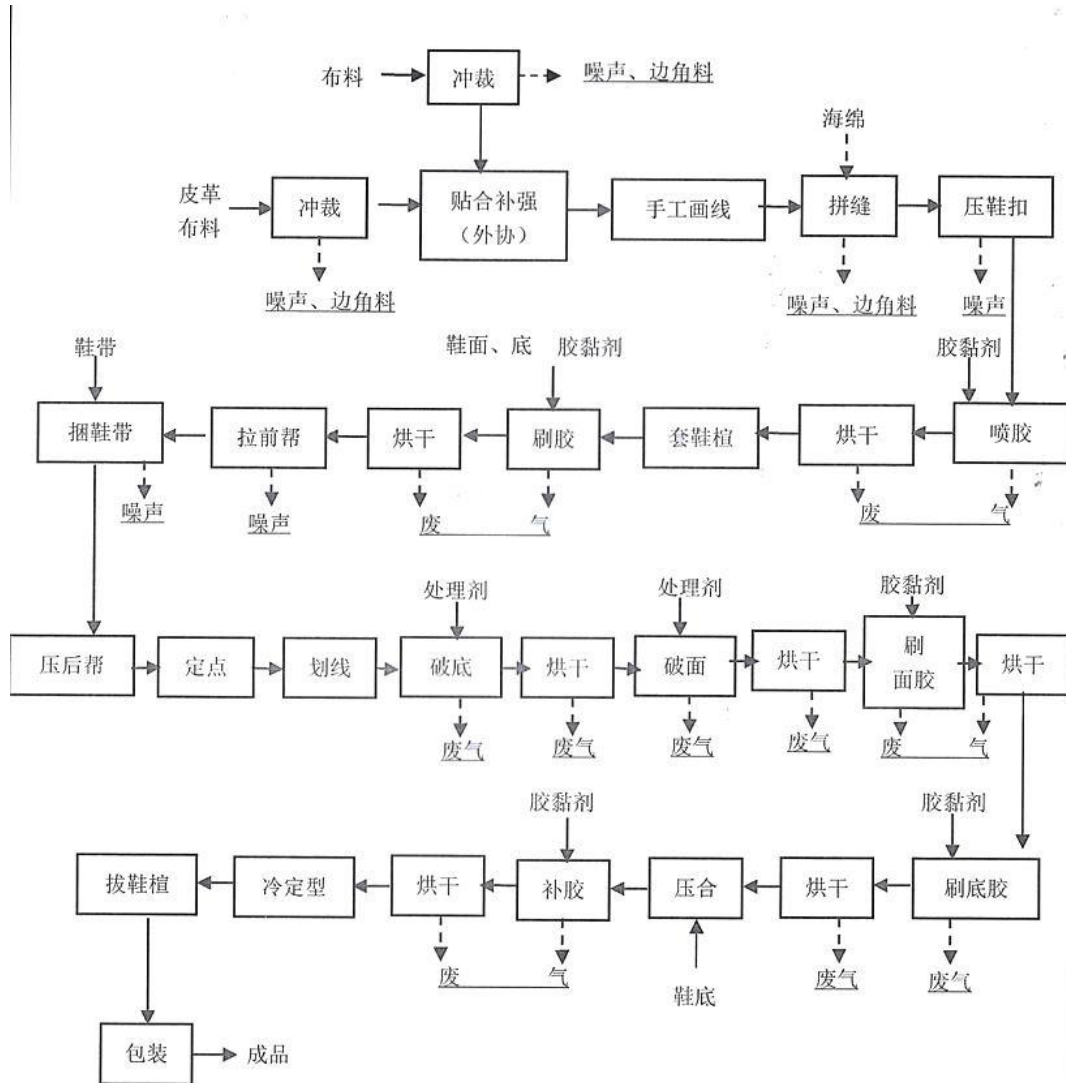 布料
冲裁
噪声、边角料
海绵
皮革
布料
冲裁
贴合补强
（外协）
手工画线
拼缝
压鞋扣
噪声、边角料
噪声、边角料
噪声
鞋带
鞋面、底 胶黏剂
胶黏剂
捆鞋带
拉前帮
烘干
刷胶
套鞋楦
烘干
喷胶
噪声
噪声
废 气
废 气
处理剂
处理剂
胶黏剂
压后帮
定点
划线
破底
烘干
破面
烘干
刷
面胶
烘干
废气
废气
废气
废气
废 气
胶黏剂
胶黏剂
拔鞋楦
冷定型
烘干
补胶
压合
烘干
刷底胶
废 气
鞋底
废气
废气
包装
成品